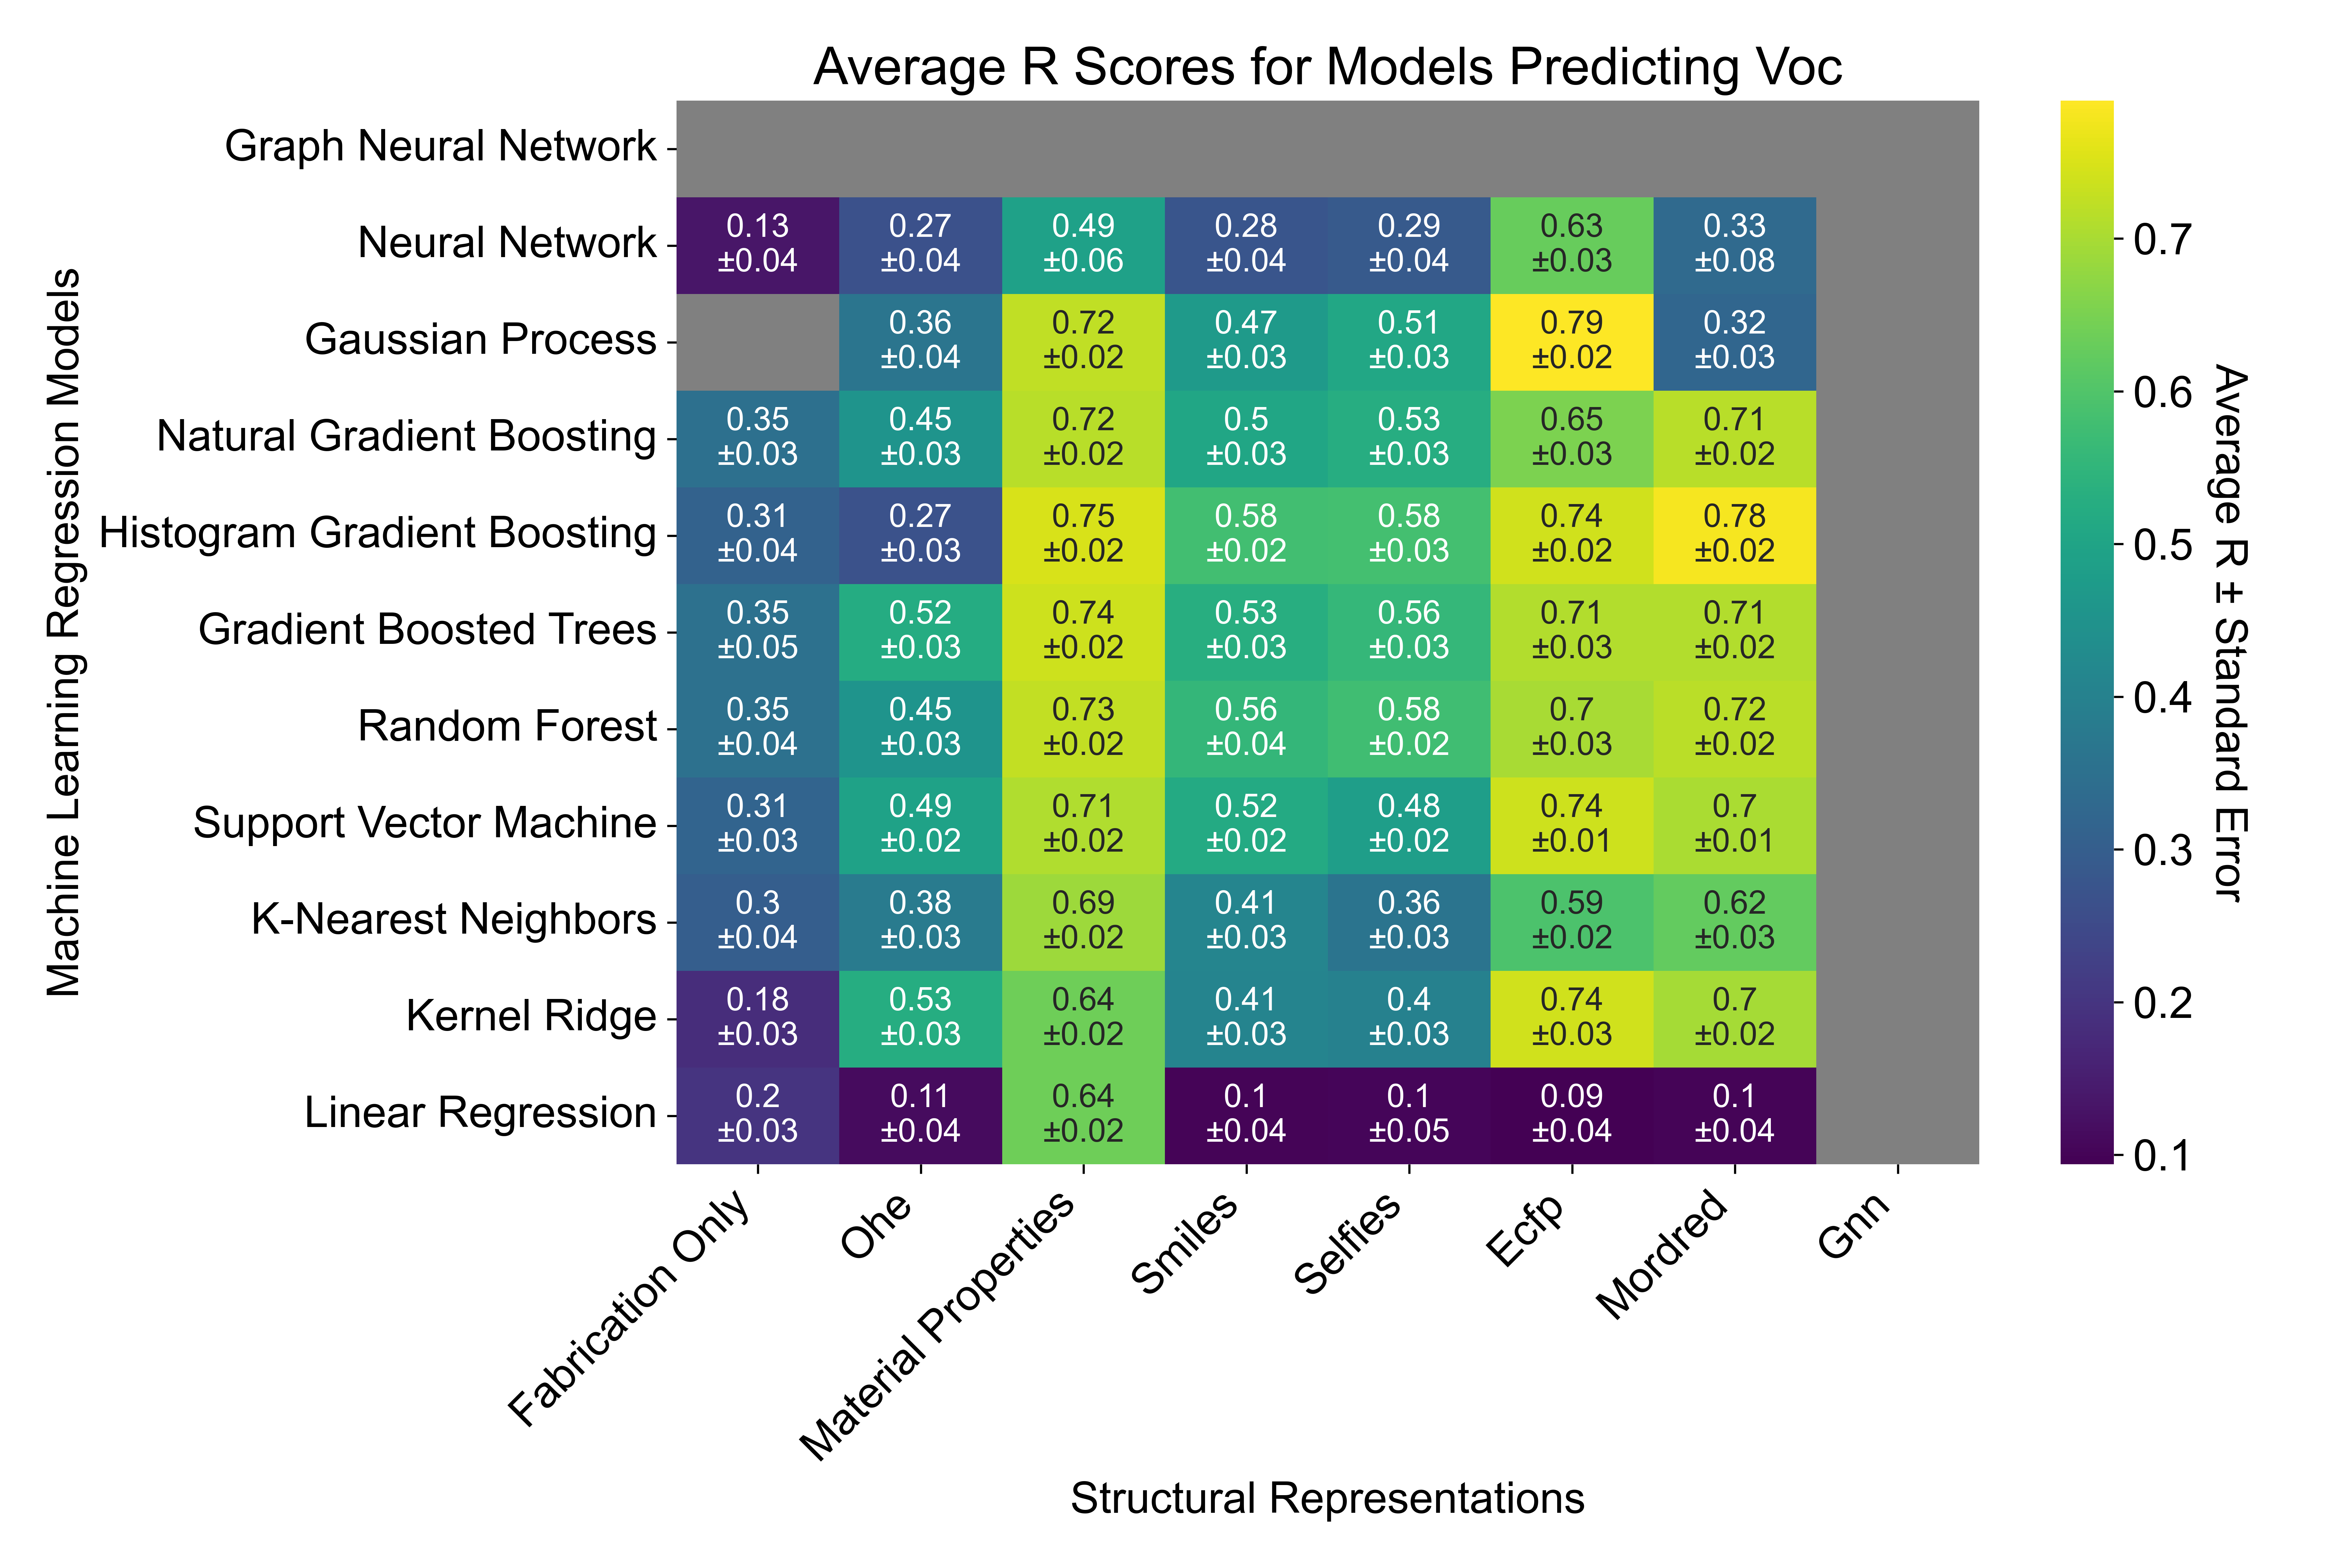 Average R Scores for Models Predicting Voc
Machine Learning Regression Models
Graph Neural Network
Neural Network
0.13 0.27 0.49 0.28 0.29 0.63 0.33
±0.04 ±0.04 ±0.06 ±0.04 ±0.04 ±0.03 ±0.08
Gaussian Process
0.36 0.72 0.47 0.51 0.79 0.32
±0.04 ±0.02 ±0.03 ±0.03 ±0.02 ±0.03
Natural Gradient Boosting
0.35 0.45 0.72 0.5 0.53 0.65 0.71
±0.03 ±0.03 ±0.02 ±0.03 ±0.03 ±0.03 ±0.02
Histogram Gradient Boosting
0.31 0.27 0.75 0.58 0.58 0.74 0.78
±0.04 ±0.03 ±0.02 ±0.02 ±0.03 ±0.02 ±0.02
Gradient Boosted Trees
0.35 0.52 0.74 0.53 0.56 0.71 0.71
±0.05 ±0.03 ±0.02 ±0.03 ±0.03 ±0.03 ±0.02
Random Forest
0.35 0.45 0.73 0.56 0.58 0.7 0.72
±0.04 ±0.03 ±0.02 ±0.04 ±0.02 ±0.03 ±0.02
Support Vector Machine
0.31 0.49 0.71 0.52 0.48 0.74 0.7
±0.03 ±0.02 ±0.02 ±0.02 ±0.02 ±0.01 ±0.01
K-Nearest Neighbors
0.3 0.38 0.69 0.41 0.36 0.59 0.62
±0.04 ±0.03 ±0.02 ±0.03 ±0.03 ±0.02 ±0.03
Kernel Ridge
0.18 0.53 0.64 0.41 0.4 0.74 0.7
±0.03 ±0.03 ±0.02 ±0.03 ±0.03 ±0.03 ±0.02
Linear Regression
0.2 0.11 0.64 0.1 0.1 0.09 0.1
±0.03 ±0.04 ±0.02 ±0.04 ±0.05 ±0.04 ±0.04
Fabrication Only
Ohe
Material Properties
Smiles
Selfies
Ecfp
Mordred
Gnn
Structural Representations
0.7
0.6
0.5
0.4
0.3
0.2
0.1
Average R ± Standard Error